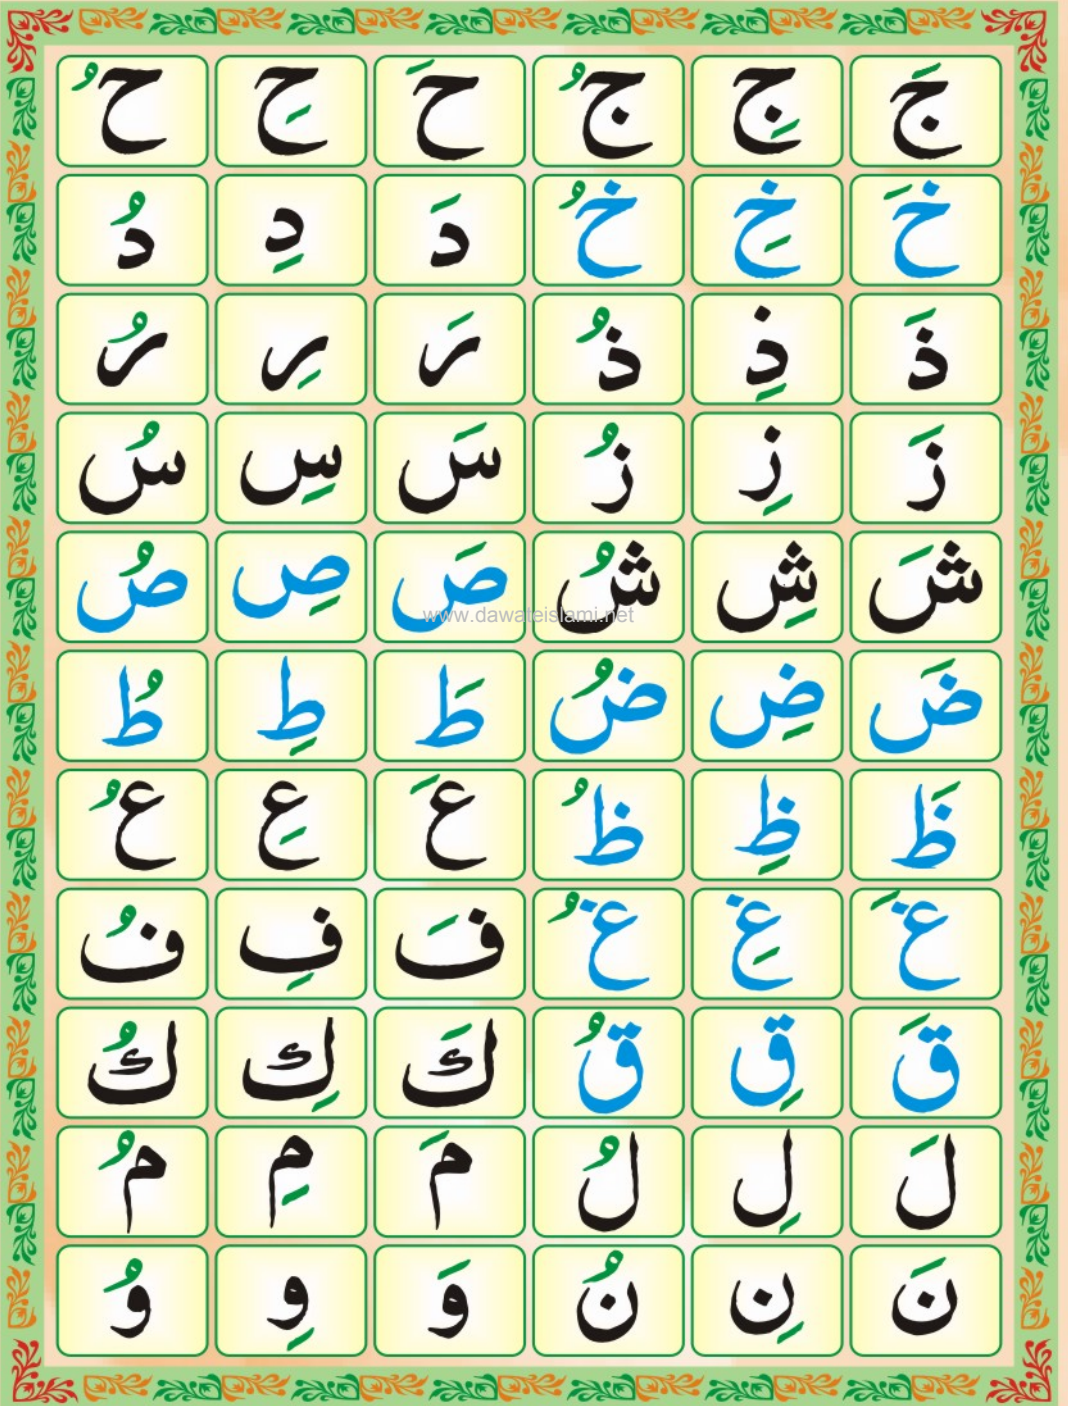 جَ جِ جُ حَ حِ حُ
خَ خِ خُ دَ دِ دُ
ذَ ذِ ذُ رَ رِ رُ
زَ زِ زُ سَ سِ سُ
شَ شِ شُ صَ صِ صُ
www.dawateislami.net
ضَ ضِ ضُ طَ طِ طُ
ظَ ظِ ظُ عَ عِ عُ
غَ غِ غُ فَ فِ فُ
قَ قِ قُ كَ كِ كُ
لَ لِ لُ مَ مِ مُ
نَ نِ نُ وَ وِ وُ